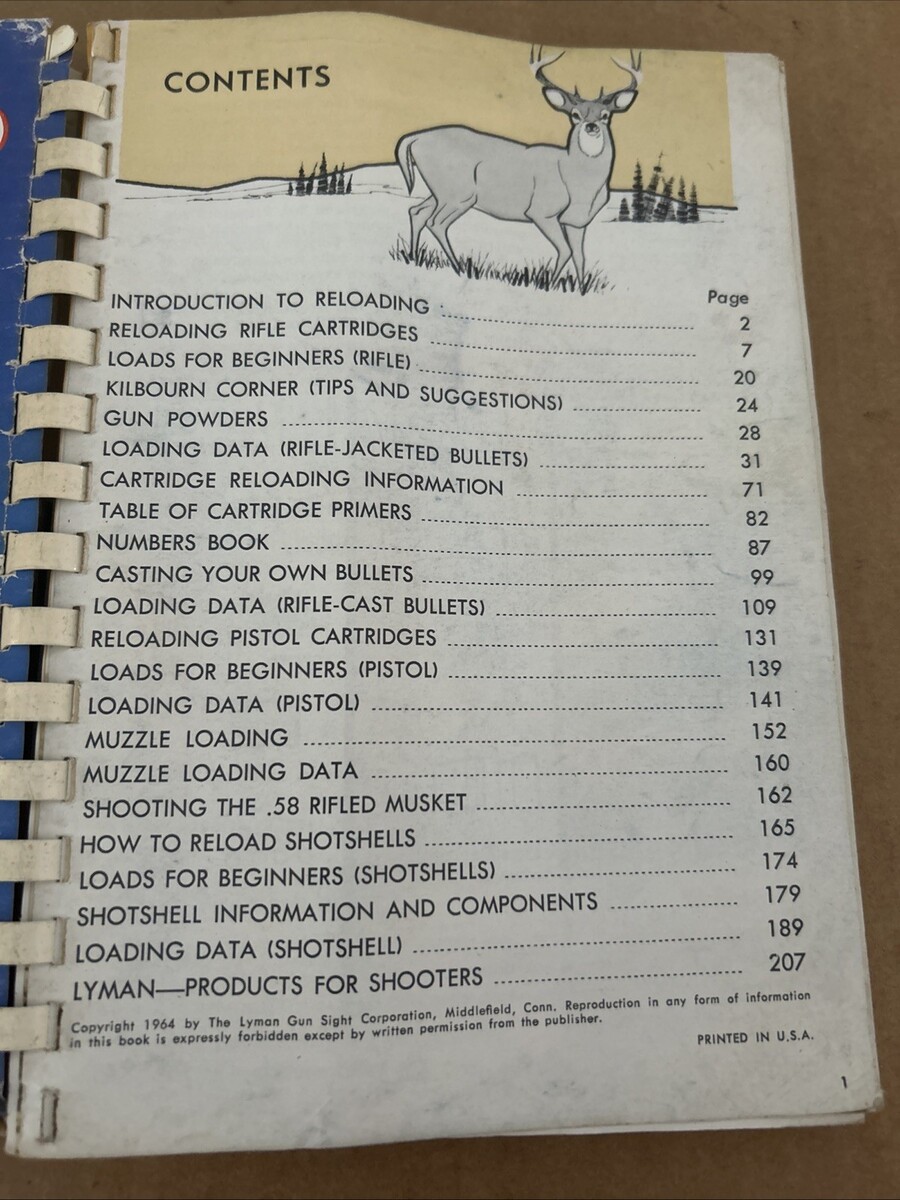 CONTENTS
Page
INTRODUCTION TO RELOADING 2
RELOADING RIFLE CARTRIDGES 7
LOADS FOR BEGINNERS (RIFLE) 20
KILBOURN CORNER (TIPS AND SUGGESTIONS) 24
GUN POWDERS 28
LOADING DATA (RIFLE-JACKETED BULLETS) 31
CARTRIDGE RELOADING INFORMATION 71
TABLE OF CARTRIDGE PRIMERS 82
NUMBERS BOOK 87
CASTING YOUR OWN BULLETS 99
LOADING DATA (RIFLE-CAST BULLETS) 109
RELOADING PISTOL CARTRIDGES 131
LOADS FOR BEGINNERS (PISTOL) 139
LOADING DATA (PISTOL) 141
MUZZLE LOADING 152
MUZZLE LOADING DATA 160
SHOOTING THE .58 RIFLED MUSKET 162
HOW TO RELOAD SHOTSHELLS 165
LOADS FOR BEGINNERS (SHOTSHELLS) 174
SHOTSHELL INFORMATION AND COMPONENTS 179
LOADING DATA (SHOTSHELL) 189
LYMAN—PRODUCTS FOR SHOOTERS 207
Copyright 1964 by The Lyman Gun Sight Corporation, Middlefield, Conn. Reproduction in any form of information
in this book is expressly forbidden except by written permission from the publisher.
PRINTED IN U.S.A.
1